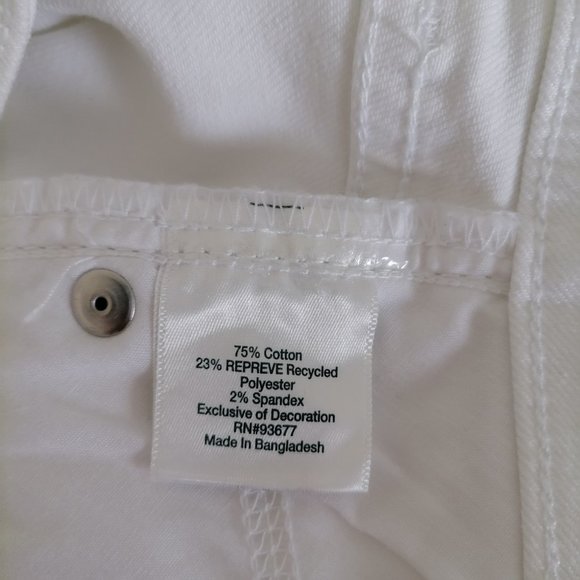 75% Cotton
23% REPREVE Recycled
Polyester
2% Spandex
Exclusive of Decoration
RN#93677
Made In Bangladesh